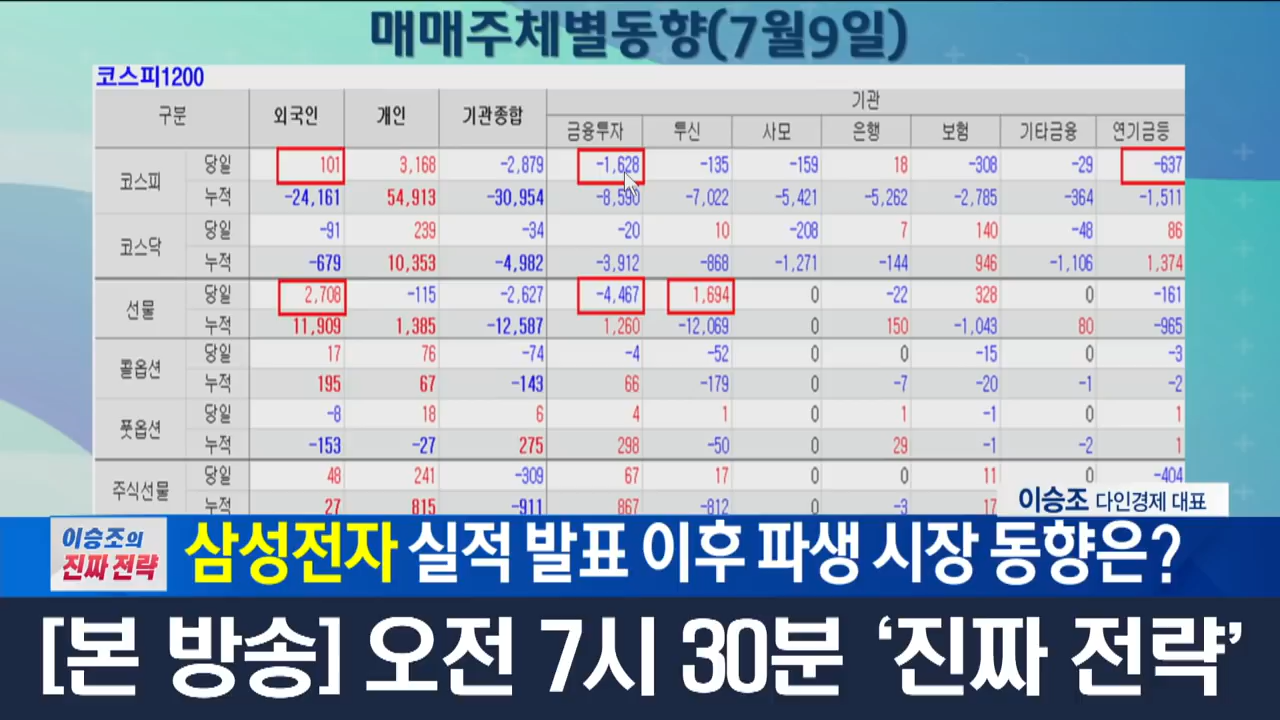 매매주체별동향(7월9일)
코스피1200
구분 외국인 개인 기관종합 기관
금융투자 투신 사모 은행 보험 기타금융 연기금등
코스피 당일 101 3,168 -2,879 -1,628 -135 -159 18 -308 -29 -637
누적 -24,161 54,913 -30,954 -8,590 -7,022 -5,421 -5,262 -2,785 -364 -1,511
코스닥 당일 -91 239 -34 -20 10 -208 7 140 -48 86
누적 -679 10,353 -4,982 -3,912 -868 -1,271 -144 946 -1,106 1,374
선물 당일 2,708 -115 -2,627 -4,467 1,694 0 -22 328 0 -161
누적 11,909 1,385 -12,587 1,260 -12,069 0 150 -1,043 80 -965
콜옵션 당일 17 76 -74 -4 -52 0 0 -15 0 -3
누적 195 67 -143 66 -179 0 -7 -20 -1 -2
풋옵션 당일 -8 18 6 4 1 0 1 -1 0 1
누적 -153 -27 275 298 -50 0 29 -1 -2 1
주식선물 당일 48 241 -309 67 17 0 0 11 0 -404
누적 27 815 -911 867 -812 0 -3 17
이승조 다인경제 대표
이승조의
진짜 전략
삼성전자 실적 발표 이후 파생 시장 동향은?
[본 방송] 오전 7시 30분 ‘진짜 전략’